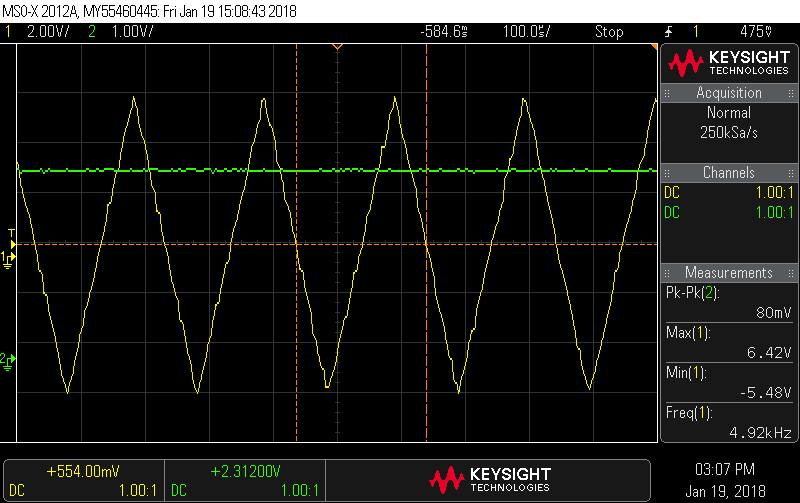 MSO-X 2012A, MY55460445: Fri Jan 19 15:08:43 2018
1 2.00V/ 2 1.00V/ -584.6㎲ 100.0㎲/ Stop 1 475㎷
KEYSIGHT
TECHNOLOGIES
Acquisition
Normal
250kSa/s
Channels
DC 1.00:1
DC 1.00:1
Measurements
Pk-Pk(2):
80mV
Max(1):
6.42V
Min(1):
-5.48V
Freq(1):
4.92kHz
T
1
2
+554.00mV
DC 1.00:1
+2.31200V
DC 1.00:1
KEYSIGHT
TECHNOLOGIES
03:07 PM
Jan 19, 2018